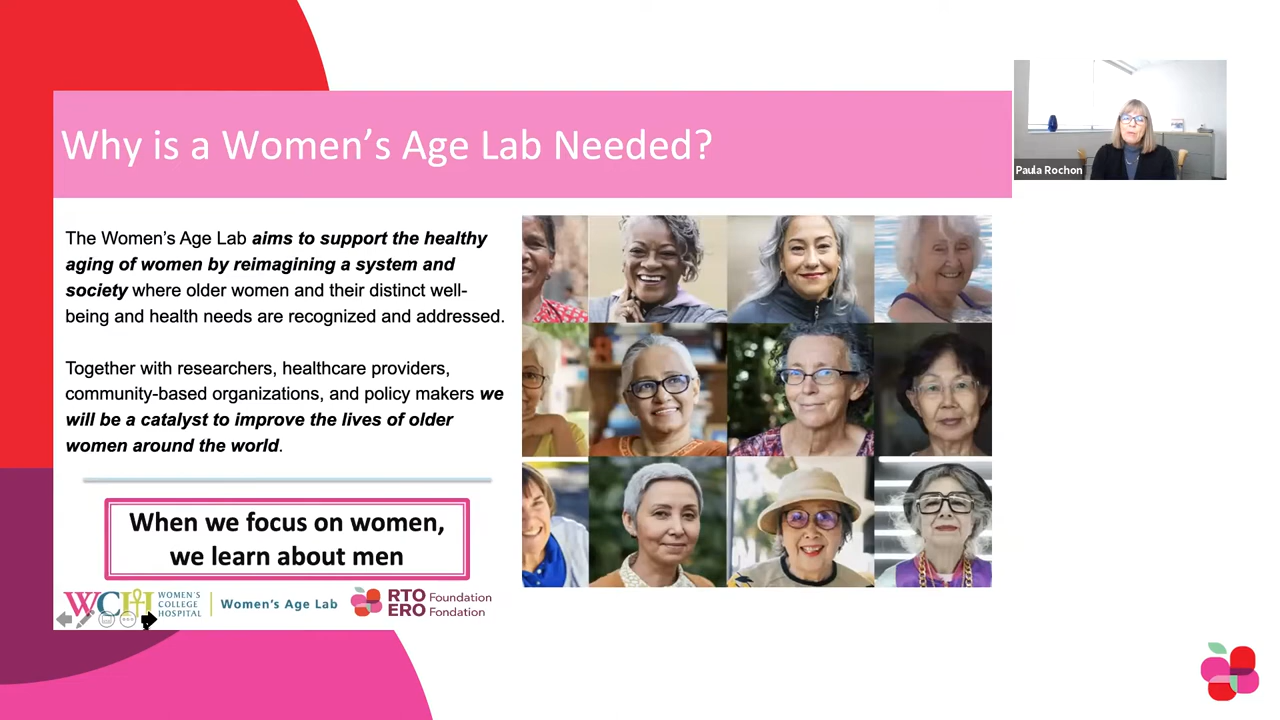 Why is a Women’s Age Lab Needed?
Paula Rochon
The Women’s Age Lab aims to support the healthy
aging of women by reimagining a system and
society where older women and their distinct well-
being and health needs are recognized and addressed.
Together with researchers, healthcare providers,
community-based organizations, and policy makers we
will be a catalyst to improve the lives of older
women around the world.
When we focus on women,
we learn about men
WCH WOMEN’S
COLLEGE
HOSPITAL
Women’s Age Lab
RTO Foundation
ERO Fondation